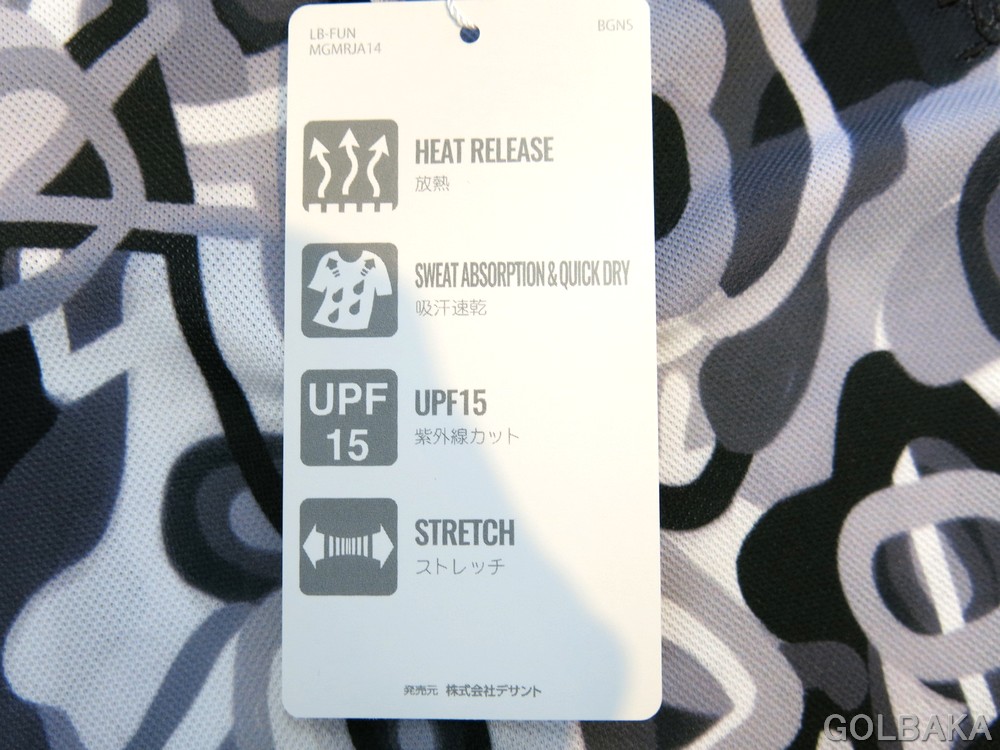 LB-FUN
MGMRJA14
BGNS
HEAT RELEASE
放熱
SWEAT ABSORPTION & QUICK DRY
吸汗速乾
UPF
15
UPF15
紫外線カット
STRETCH
ストレッチ
発売元 株式会社デサント
GOLBAKA